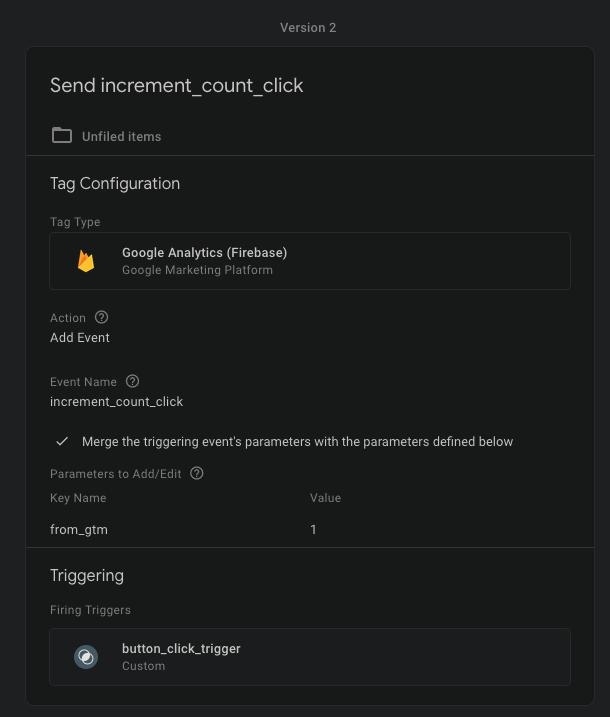 Version 2
Send increment_count_click
Unfiled items
Tag Configuration
Tag Type
Google Analytics (Firebase)
Google Marketing Platform
Action
Add Event
Event Name
increment_count_click
Merge the triggering event's parameters with the parameters defined below
Parameters to Add/Edit
Key Name Value
from_gtm 1
Triggering
Firing Triggers
button_click_trigger
Custom